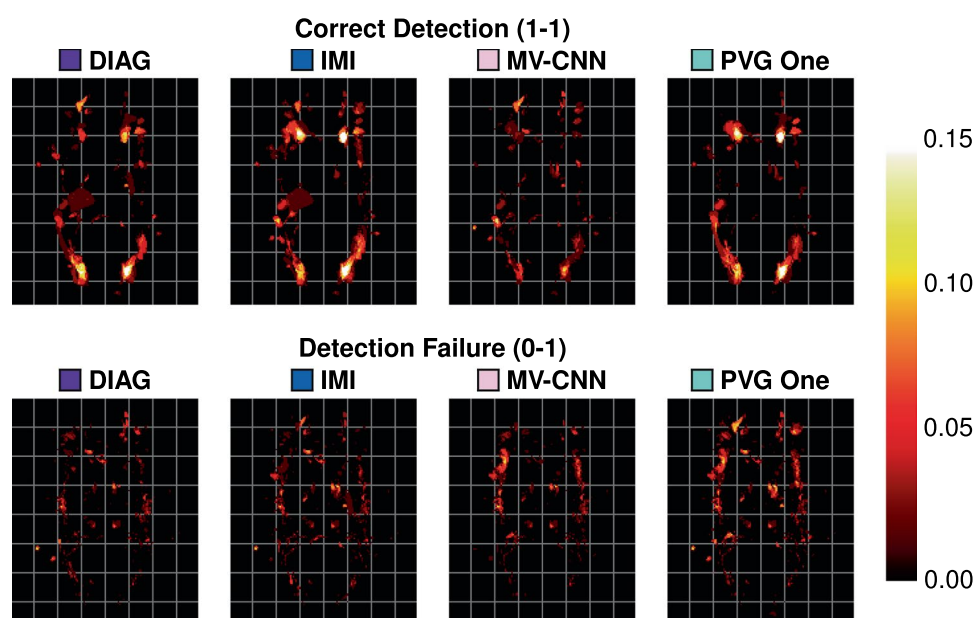 Correct Detection (1-1)
DIAG
IMI
MV-CNN
PVG One
0.15
0.10
0.05
0.00
Detection Failure (0-1)
DIAG
IMI
MV-CNN
PVG One